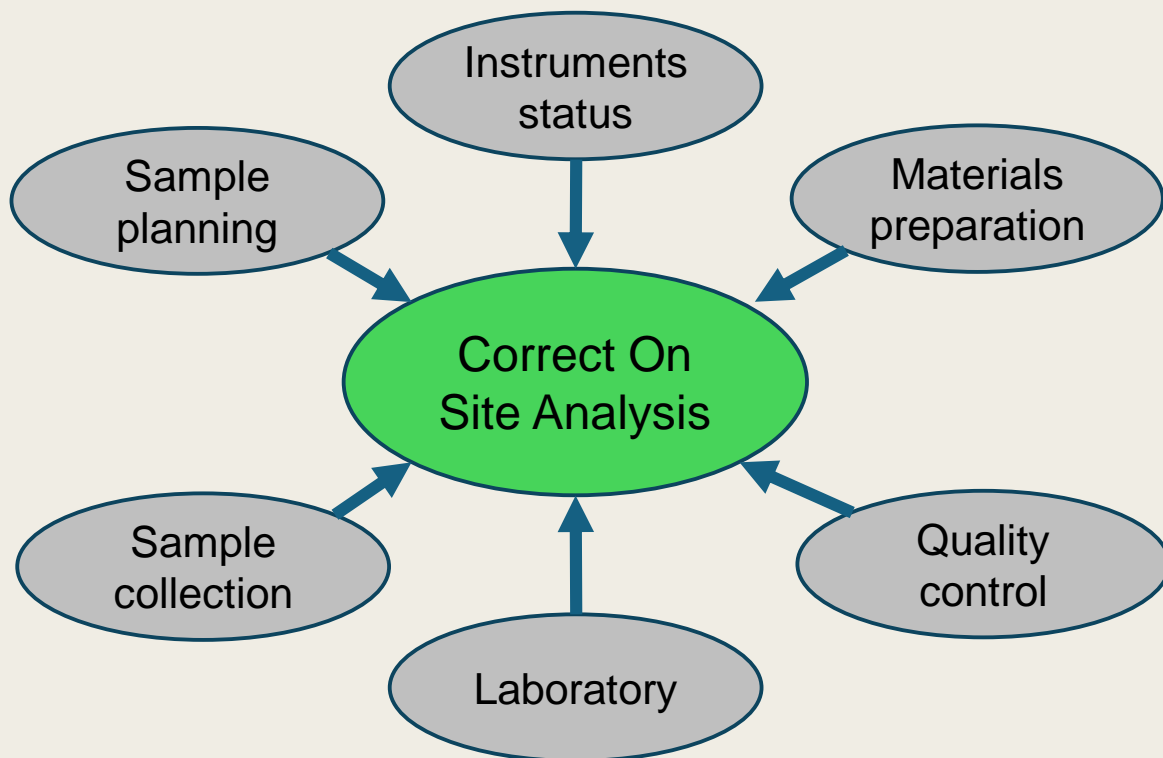 Instruments
status
Sample
planning
Materials
preparation
Correct On
Site Analysis
Sample
collection
Quality
control
Laboratory